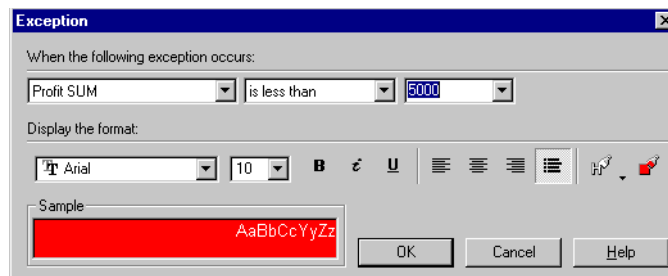 Exception
When the following exception occurs:
Profit SUM is less than 5000
Display the format:
Arial 10 B i U
Sample
AaBbCcYyZz
OK Cancel Help